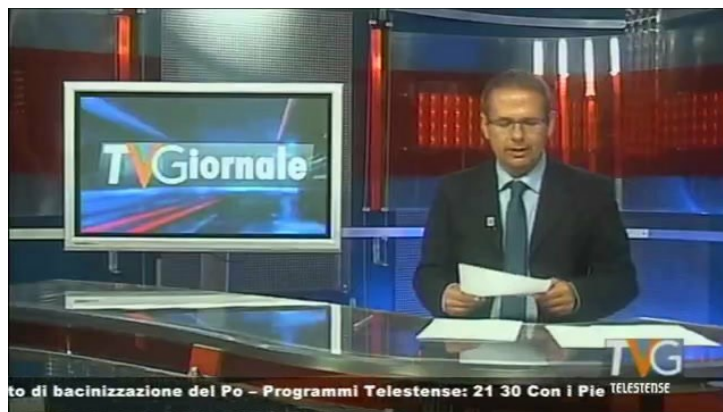 TVGiornale
TVG
TELESTENSE
to di bacinizzazione del Po – Programmi Telestense: 21 30 Con i Pie